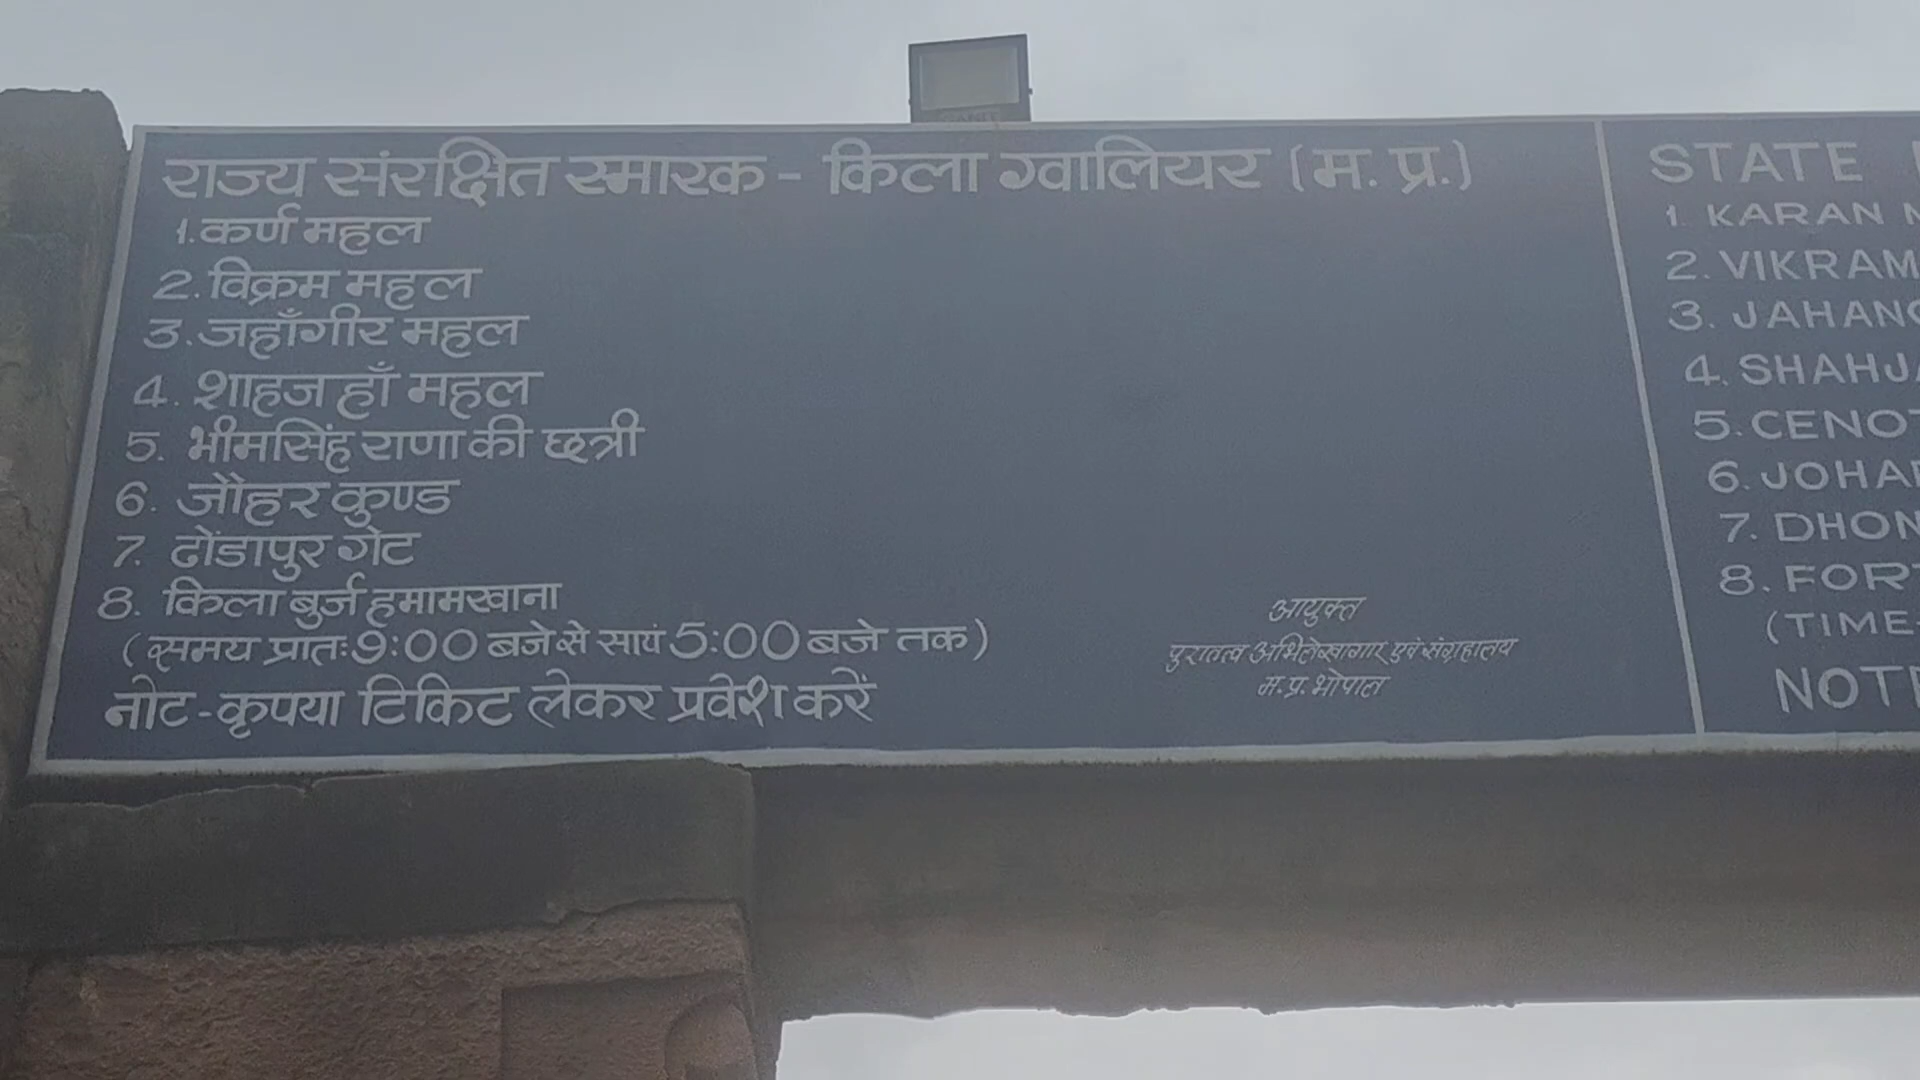 राज्य संरक्षित स्मारक - किला ग्वालियर (म. प्र.)
1. कर्ण महल
2. विक्रम महल
3. जहाँगीर महल
4. शाहजहाँ महल
5. भीमसिंह राणा की छत्री
6. जौहर कुण्ड
7. ढोंडापुर गेट
8. किला बुर्ज हमामखाना
(समय प्रातः 9:00 बजे से सायं 5:00 बजे तक)
नोट - कृपया टिकिट लेकर प्रवेश करें
आयुक्त
पुरातत्व अभिलेखागार एवं संग्रहालय
म. प्र. भोपाल
STATE
1. KARAN
2. VIKRAM
3. JAHANG
4. SHAHJA
5. CENOT
6. JOHAR
7. DHON
8. FORT
(TIME-
NOTE